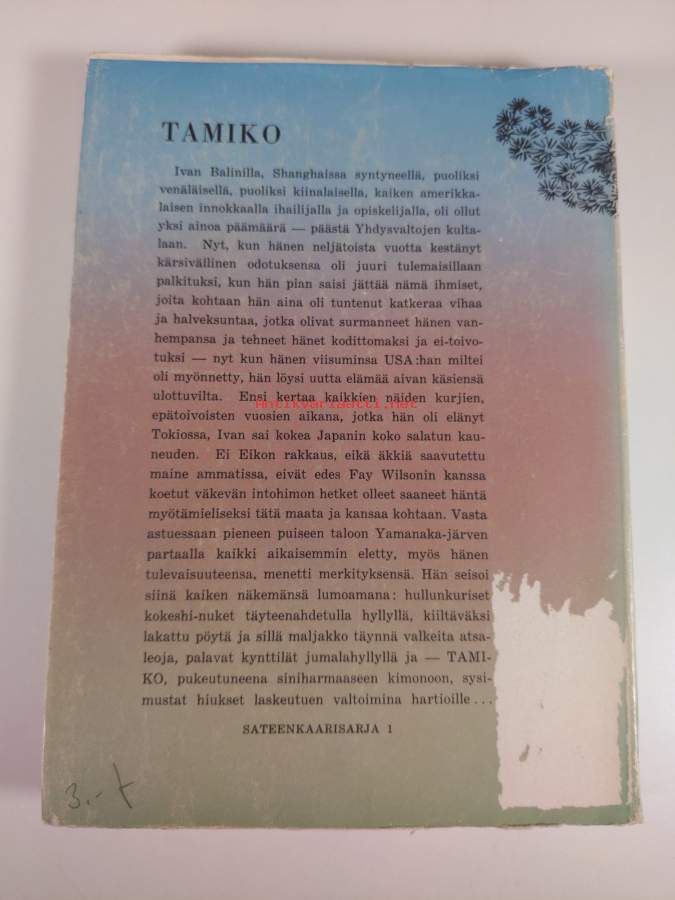 TAMIKO
Ivan Balinilla, Shanghaissa syntyneellä, puoliksi
venäläisellä, puoliksi kiinalaisella, kaiken amerikka-
laisen innokkaalla ihailijalla ja opiskelijalla, oli ollut
yksi ainoa päämäärä — päästä Yhdysvaltojen kulta-
laan. Nyt, kun hänen neljätoista vuotta kestänyt
kärsivällinen odotuksensa oli juuri tulemaisillaan
palkituksi, kun hän pian saisi jättää nämä ihmiset,
joita kohtaan hän aina oli tuntenut katkeraa vihaa
ja halveksuntaa, jotka olivat surmanneet hänen van-
hempansa ja tehneet hänet kodittomaksi ja ei-toivo-
tuksi — nyt kun hänen viisuminsa USA:han miltei
oli myönnetty, hän löysi uutta elämää aivan käsiensä
ulottuvilta. Ensi kertaa kaikkien näiden kurjien,
antikvariaatti.net
epätoivoisten vuosien aikana, jotka hän oli elänyt
Tokiossa, Ivan sai kokea Japanin koko salatun kau-
neuden. Ei Eikon rakkaus, eikä äkkiä saavutettu
maine ammatissa, eivät edes Fay Wilsonin kanssa
koetut väkevän intohimon hetket olleet saaneet häntä
myötämieliseksi tätä maata ja kansaa kohtaan. Vasta
astuessaan pieneen puiseen taloon Yamanaka-järven
partaalla kaikki aikaisemmin eletty, myös hänen
tulevaisuuteensa, menetti merkityksensä. Hän seisoi
siinä kaiken näkemänsä lumoamana: hullunkuriset
kokeshi-nuket täyteenahdetulla hyllyllä, kiiltäväksi
lakattu pöytä ja sillä maljakko täynnä valkeita atsa-
leoja, palavat kynttilät jumalahyllyllä ja — TAMI-
KO, pukeutuneena siniharmaaseen kimonoon, sysi-
mustat hiukset laskeutuen valtoimina hartioille...
SATEENKAARISARJA 1
3.-